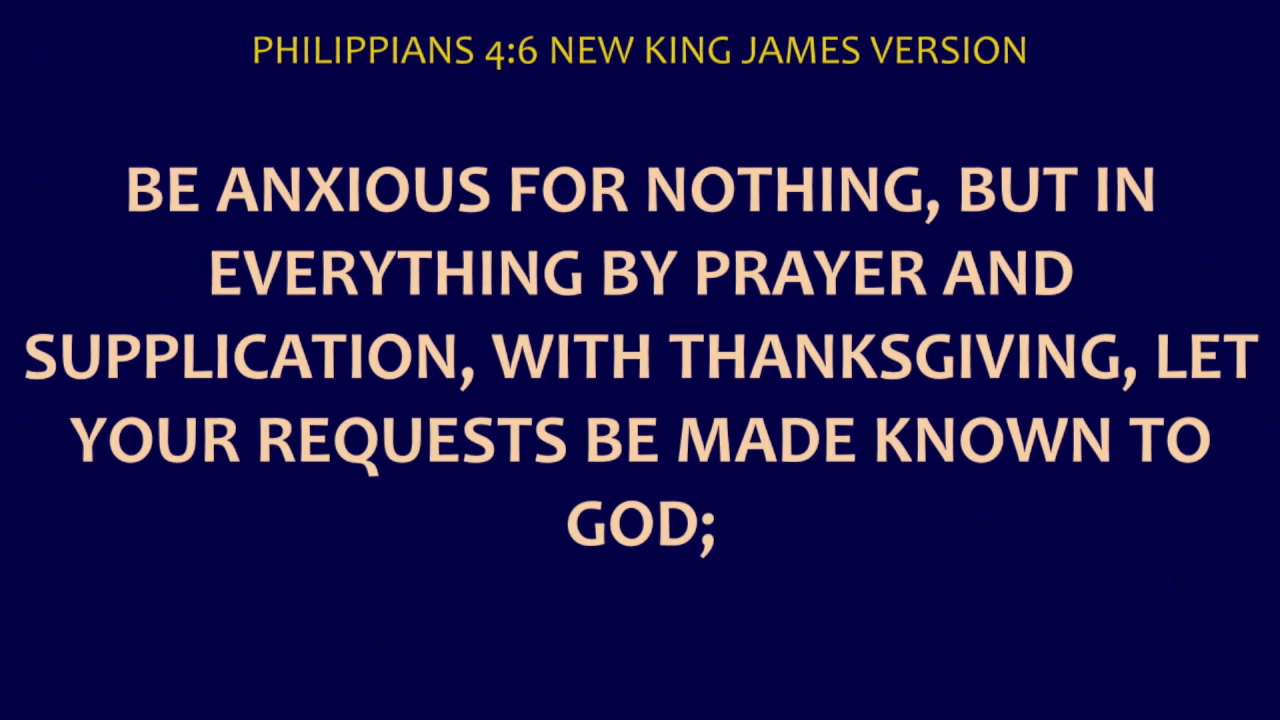 PHILIPPIANS 4:6 NEW KING JAMES VERSION
BE ANXIOUS FOR NOTHING, BUT IN
EVERYTHING BY PRAYER AND
SUPPLICATION, WITH THANKSGIVING, LET
YOUR REQUESTS BE MADE KNOWN TO
GOD;